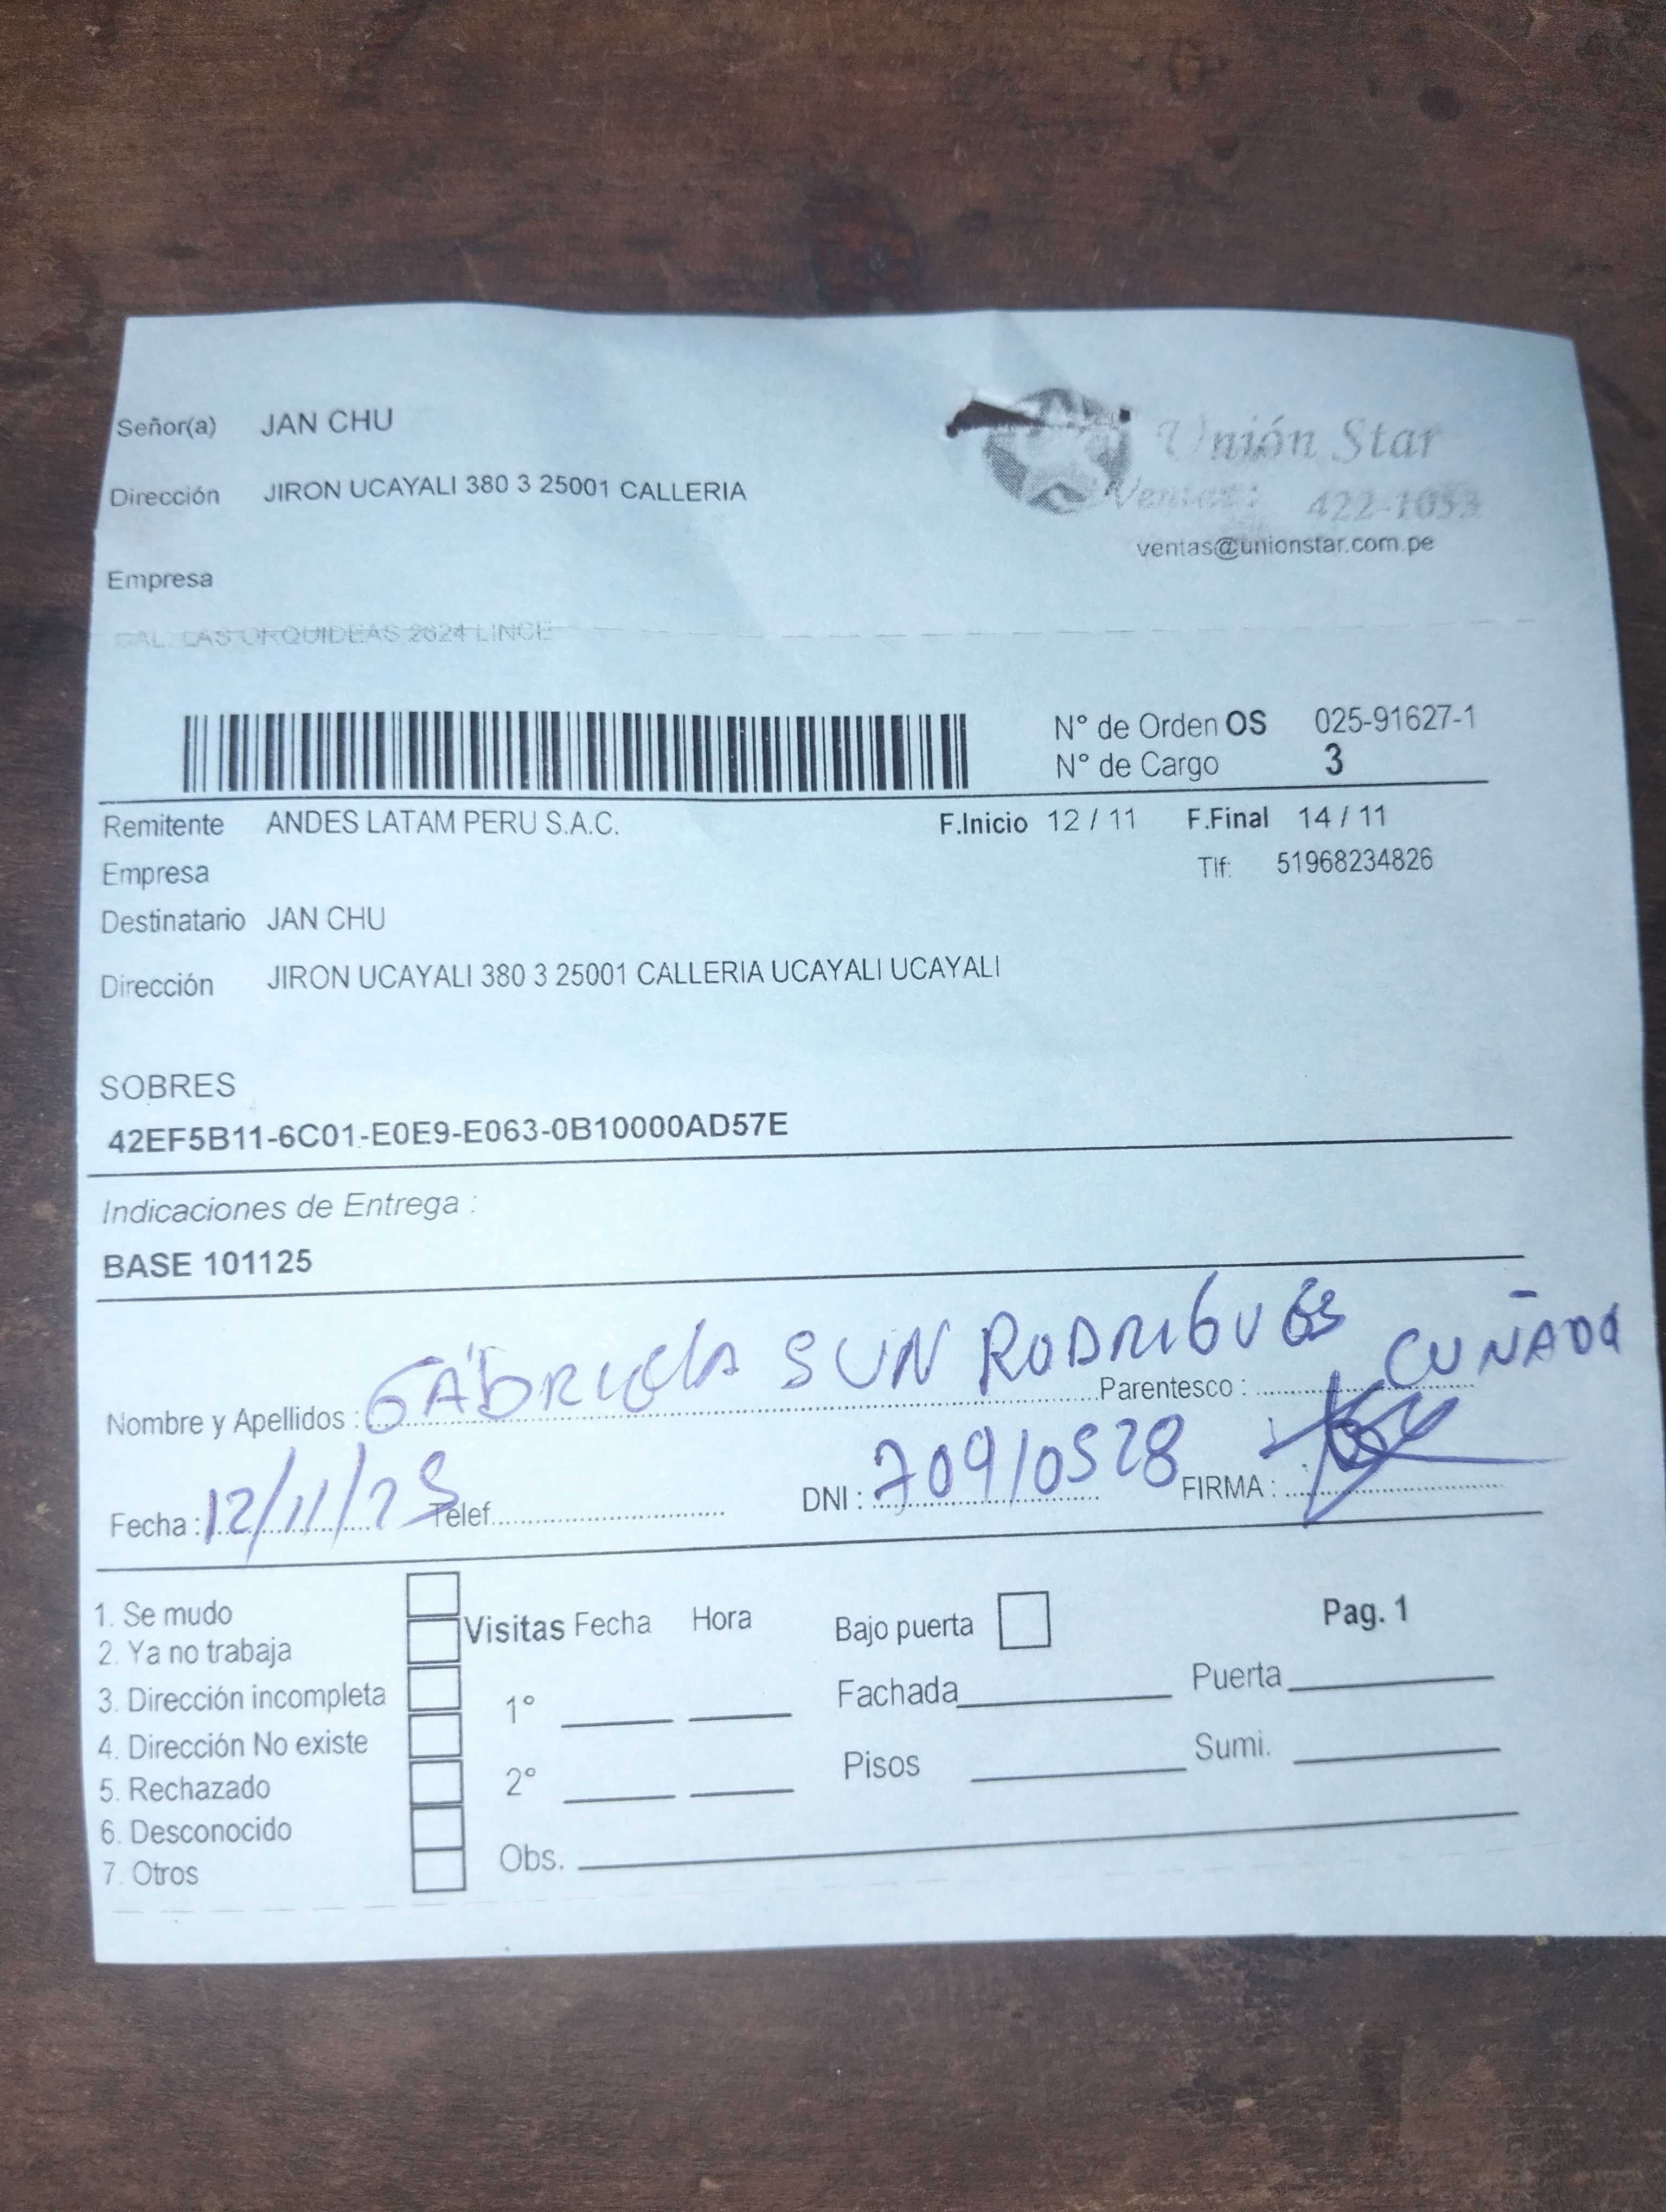 Señor(a) JAN CHU
Dirección JIRON UCAYALI 380 3 25001 CALLERIA
Unión Star
Ventas: 422-1053
ventas@unionstar.com.pe
Empresa
CAL. LAS ORQUIDEAS 2624 LINCE
N° de Orden OS 025-91627-1
N° de Cargo 3
Remitente ANDES LATAM PERU S.A.C. F.Inicio 12 / 11 F.Final 14 / 11
Empresa Tlf: 51968234826
Destinatario JAN CHU
Dirección JIRON UCAYALI 380 3 25001 CALLERIA UCAYALI UCAYALI
SOBRES
42EF5B11-6C01-E0E9-E063-0B10000AD57E
Indicaciones de Entrega :
BASE 101125
Nombre y Apellidos : GABRIELA SUN RODRIGUES Parentesco : CUÑADA
Fecha : 12/11/25 Telef. DNI : 70910528 FIRMA :
1. Se mudo
2. Ya no trabaja
3. Dirección incompleta
4. Dirección No existe
5. Rechazado
6. Desconocido
7. Otros
Visitas Fecha Hora
1°
2°
Obs.
Bajo puerta
Fachada Puerta
Pisos Sumi.
Pag. 1